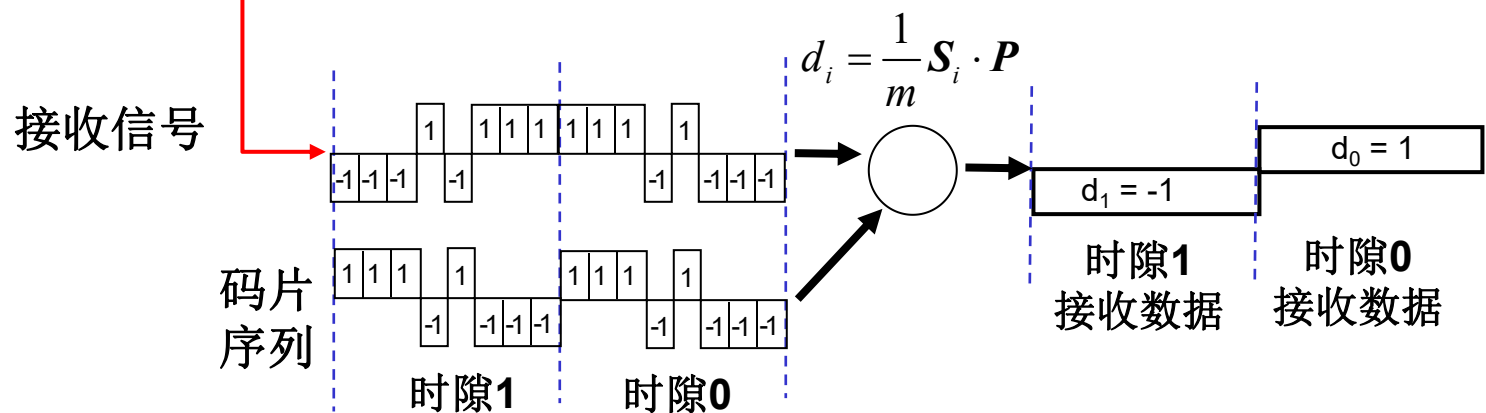 d_i = \frac{1}{m} S_i · P
接收信号
-1 -1 -1 1 -1 1 1 1 1 1 1 -1 1 -1 -1 -1
d_0 = 1
d_1 = -1
码片
序列
1 1 1 -1 1 -1 -1 -1 1 1 1 -1 1 -1 -1 -1
时隙1
时隙0
时隙1
接收数据
时隙0
接收数据